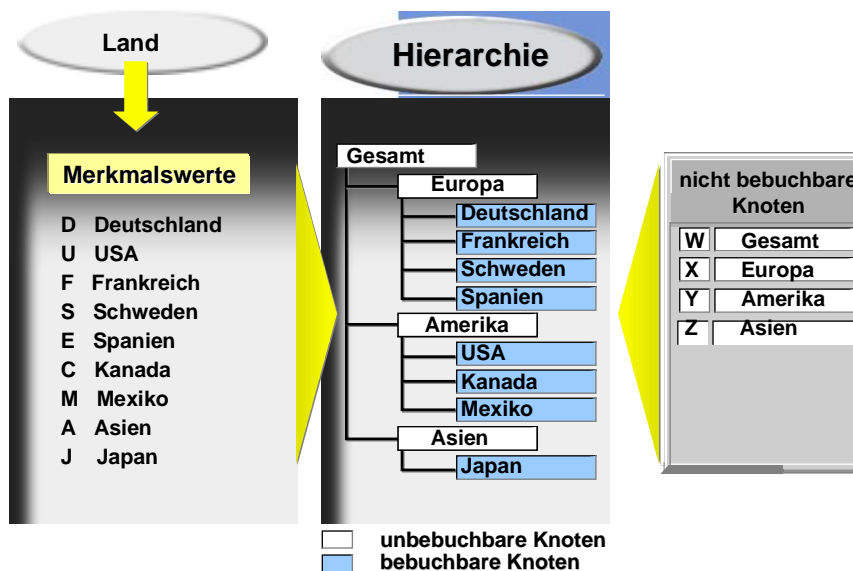 Land
Merkmalswerte
D Deutschland
U USA
F Frankreich
S Schweden
E Spanien
C Kanada
M Mexiko
A Asien
J Japan
Hierarchie
Gesamt
Europa
Deutschland
Frankreich
Schweden
Spanien
Amerika
USA
Kanada
Mexiko
Asien
Japan
nicht bebuchbare
Knoten
W Gesamt
X Europa
Y Amerika
Z Asien
unbebuchbare Knoten
bebuchbare Knoten